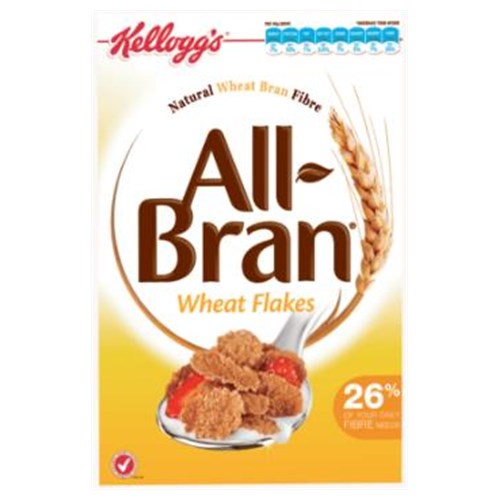 Kellogg's
Natural Wheat Bran Fibre
All-
Bran®
Wheat Flakes
26%
OF YOUR DAILY
FIBRE NEEDS